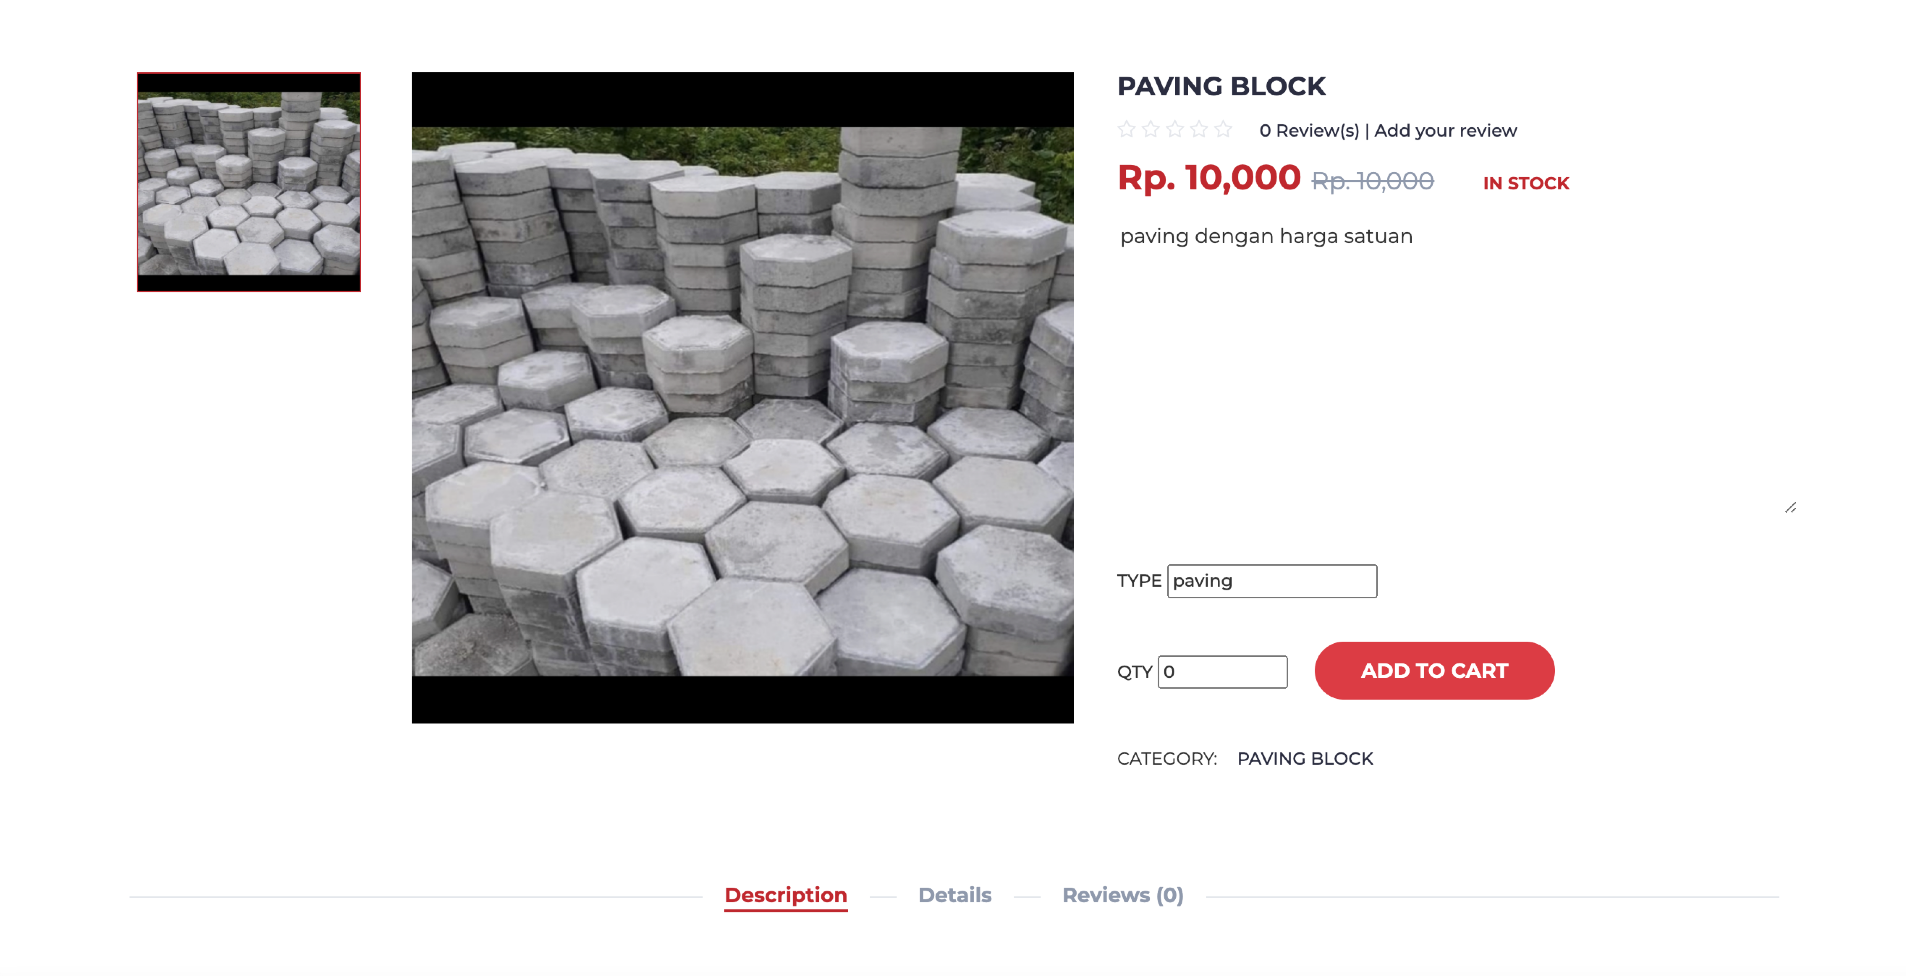 PAVING BLOCK
0 Review(s) | Add your review
Rp. 10,000 Rp. 10,000 IN STOCK
paving dengan harga satuan
TYPE paving
QTY 0 ADD TO CART
CATEGORY: PAVING BLOCK
Description Details Reviews (0)